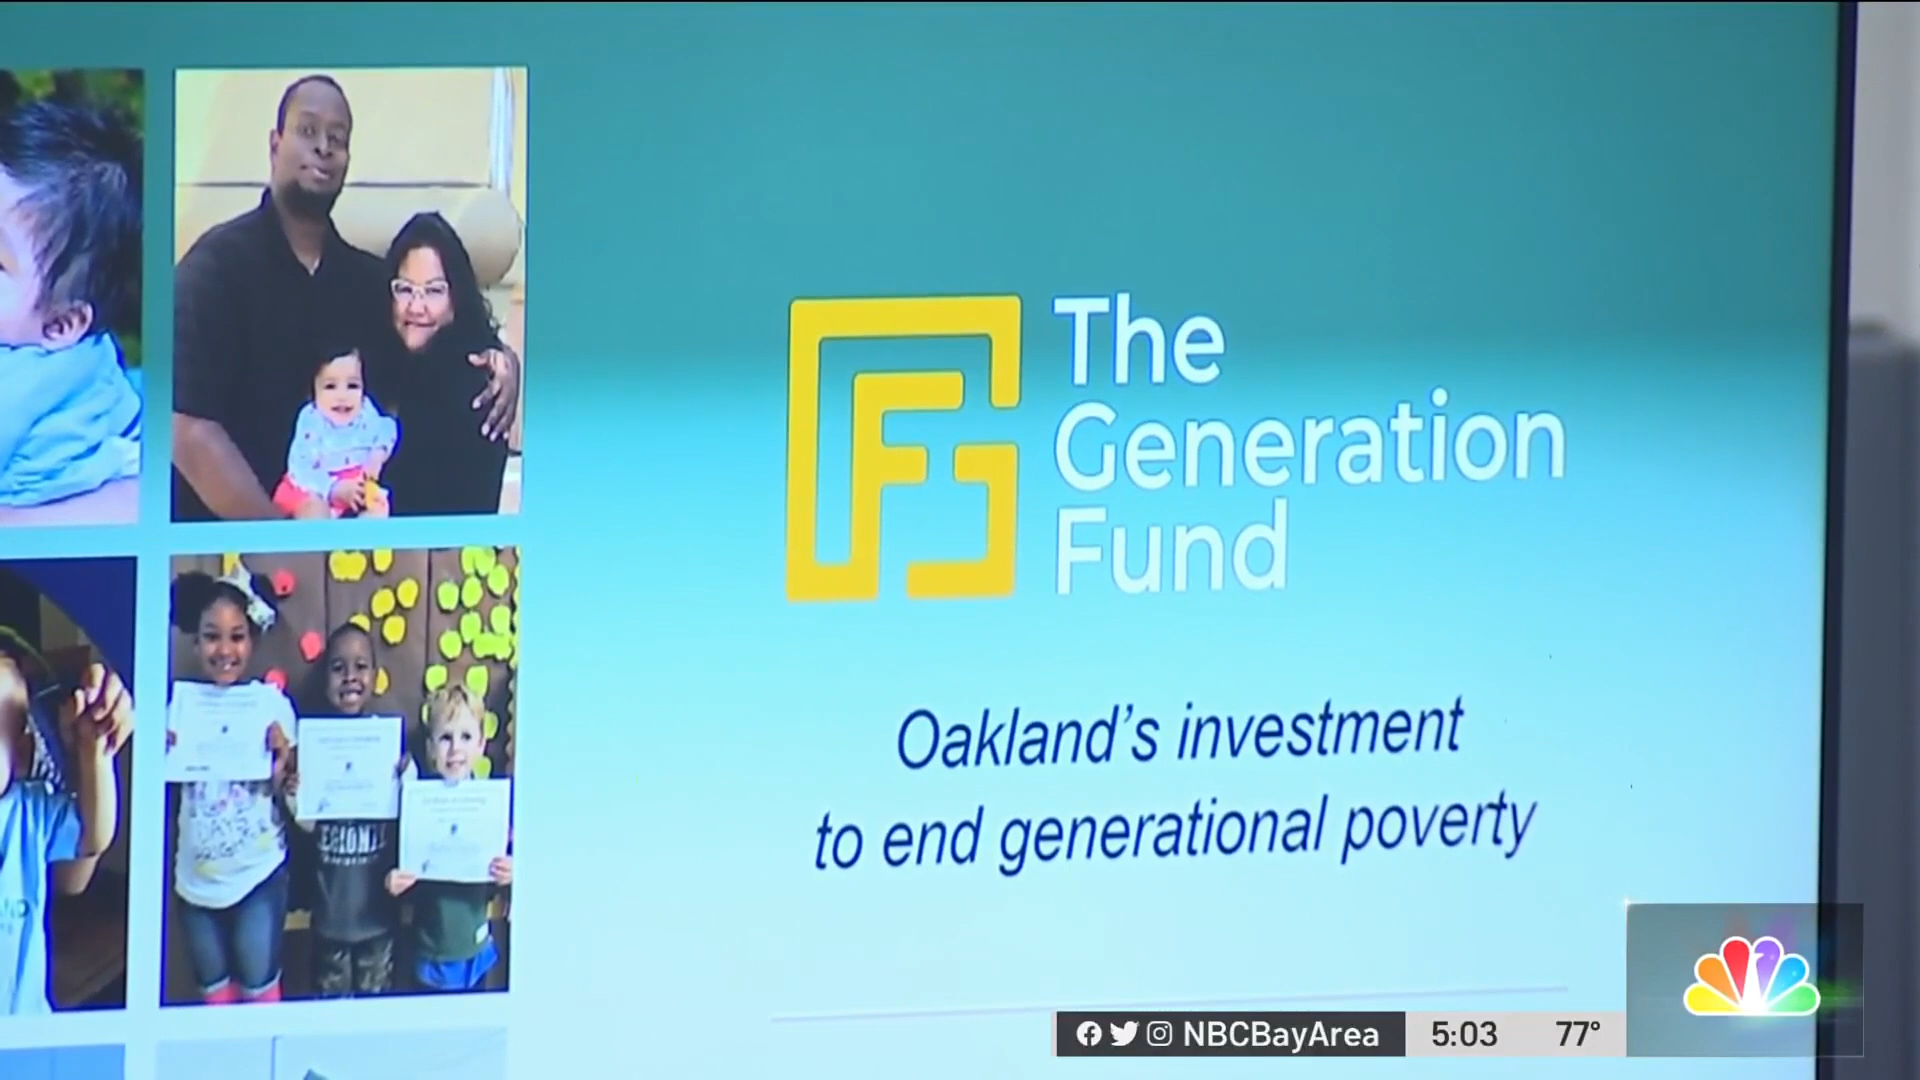 The
Generation
Fund
Oakland's investment
to end generational poverty
NBCBayArea
5:03
77°